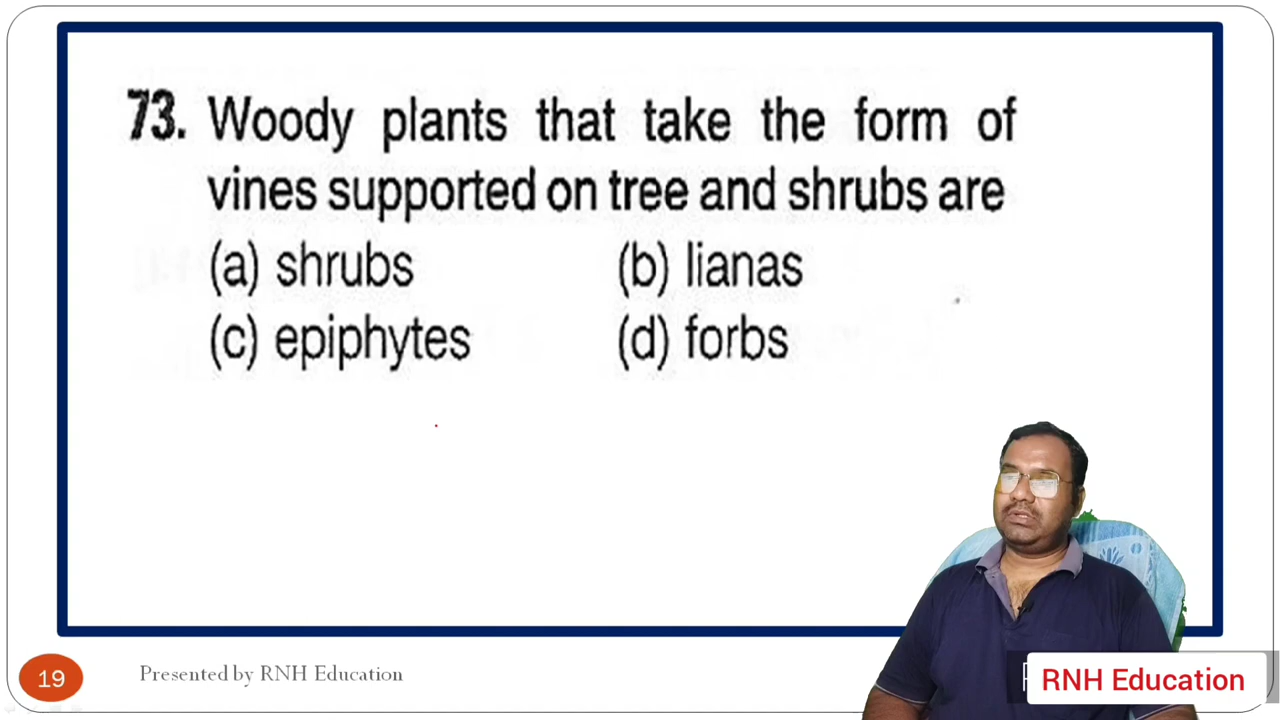 73. Woody plants that take the form of
vines supported on tree and shrubs are
(a) shrubs (b) lianas
(c) epiphytes (d) forbs
19 Presented by RNH Education
RNH Education